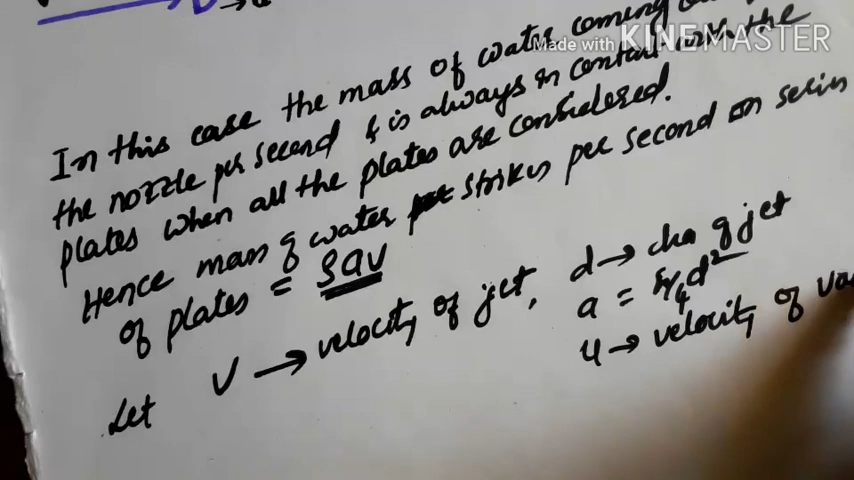 Made with KINEMASTER
In this case the mass of water coming
the nozzle per second & is always in contact with the
plates when all the plates are considered.
Hence mass of water strikes per second on series
of plates = ρav
Let V → velocity of jet, d → dia of jet
a = π/4 d²
u → velocity of